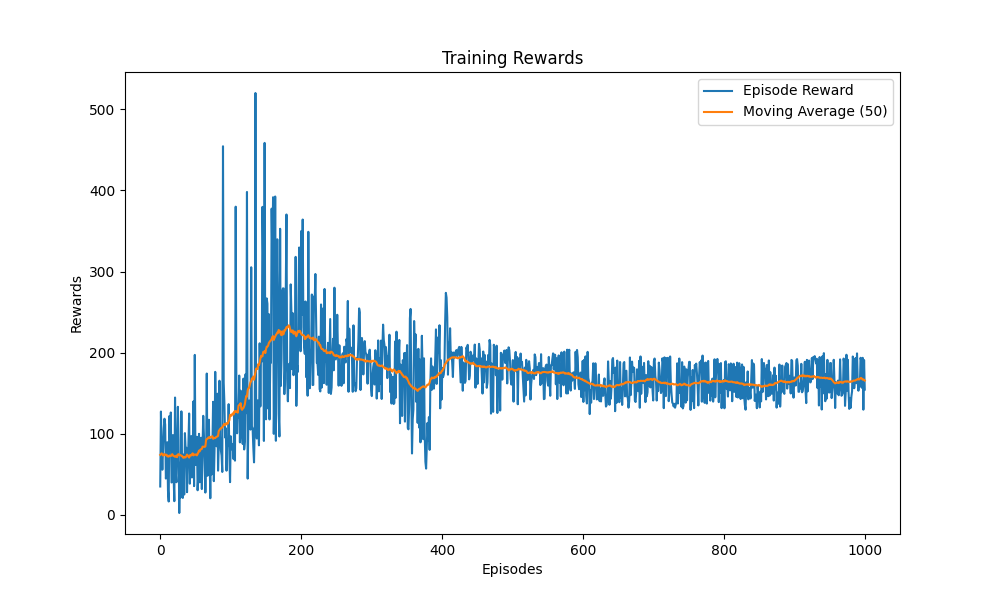 Training Rewards
Episode Reward
Moving Average (50)
Rewards
500
400
300
200
100
0
0 200 400 600 800 1000
Episodes